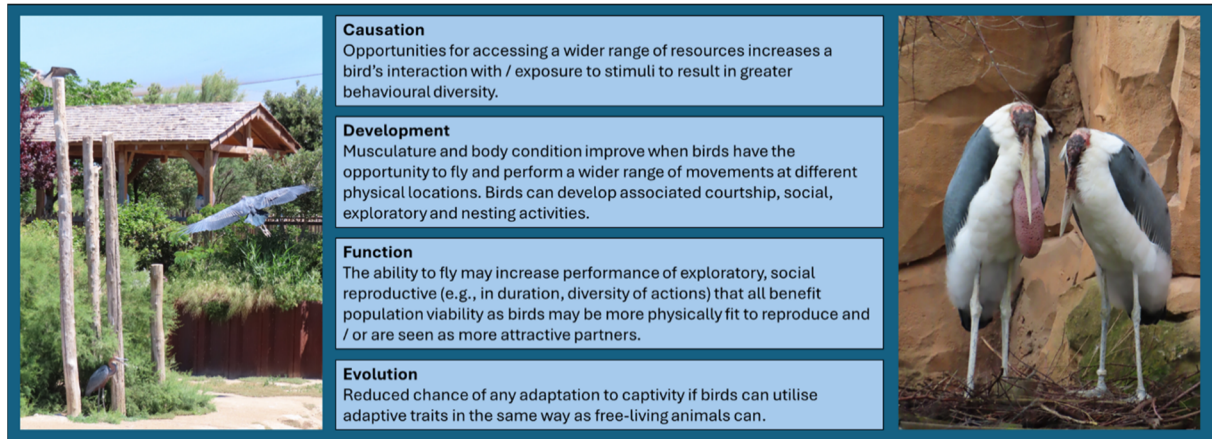 Causation
Opportunities for accessing a wider range of resources increases a
bird's interaction with / exposure to stimuli to result in greater
behavioural diversity.
Development
Musculature and body condition improve when birds have the
opportunity to fly and perform a wider range of movements at different
physical locations. Birds can develop associated courtship, social,
exploratory and nesting activities.
Function
The ability to fly may increase performance of exploratory, social
reproductive (e.g., in duration, diversity of actions) that all benefit
population viability as birds may be more physically fit to reproduce and
/ or are seen as more attractive partners.
Evolution
Reduced chance of any adaptation to captivity if birds can utilise
adaptive traits in the same way as free-living animals can.